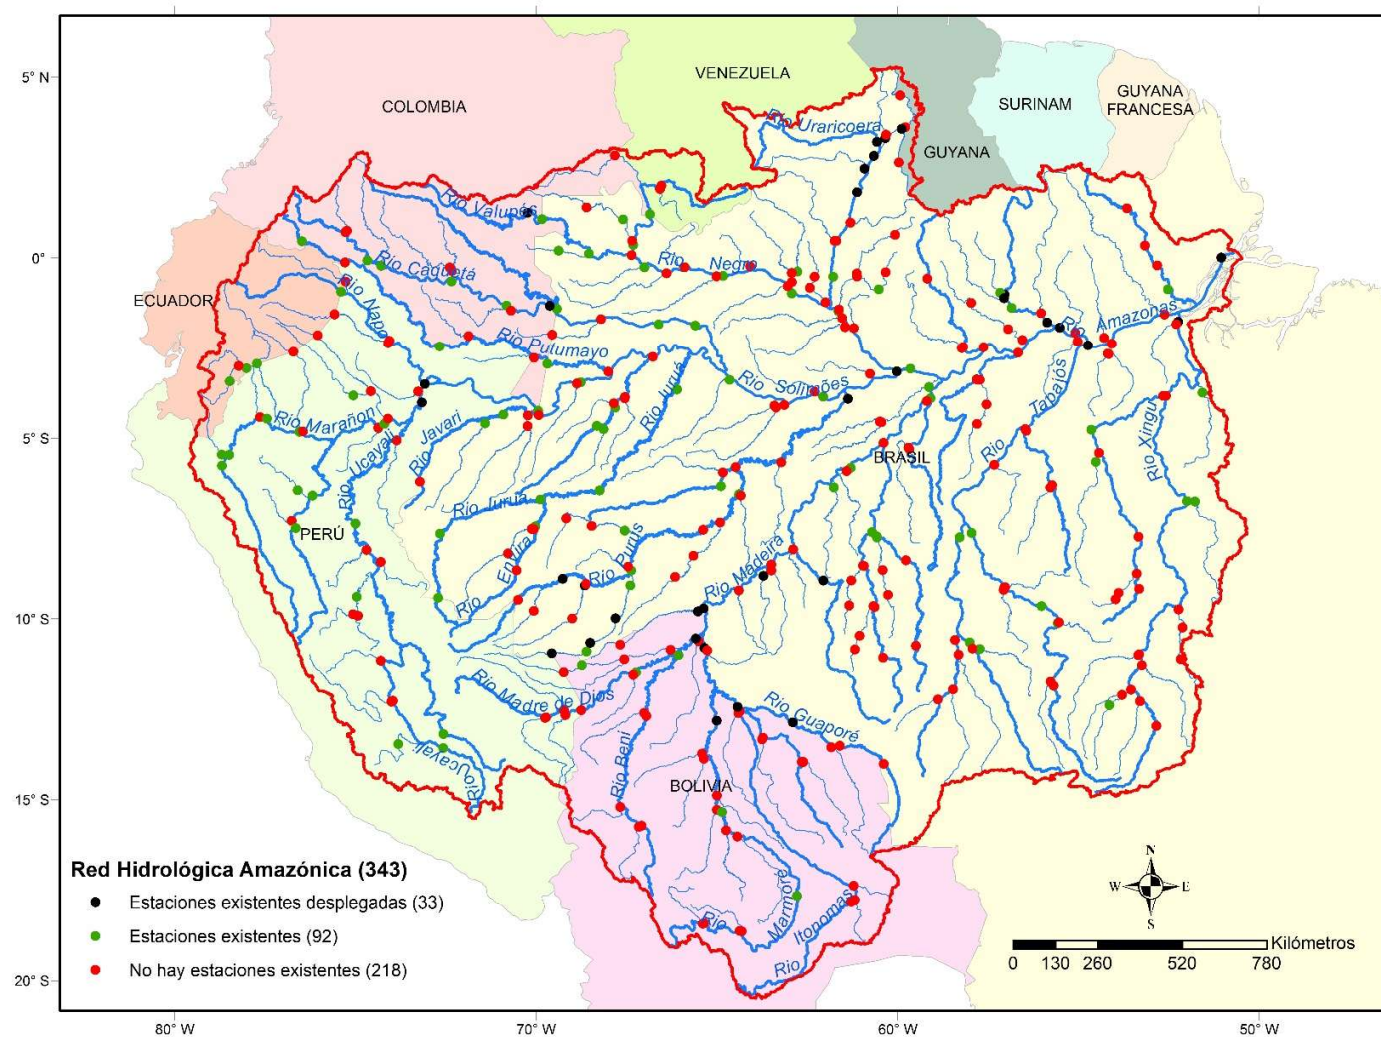 VENEZUELA
COLOMBIA
SURINAM
GUYANA
FRANCESA
GUYANA
ECUADOR
PERÚ
BRASIL
BOLIVIA
Río Uraricoera
Río Valupés
Río Negro
Río Caquetá
Río Napo
Río Putumayo
Río Amazonas
Río Solimões
Río Juruá
Río Tapajós
Río Marañon
Río Javari
Río Ucayali
Río Xingu
Río Juruá
Río Purus
Río Envira
Río Madeira
Río Madre de Dios
Río Guaporé
Río Beni
Río Ucayali
Río Marmoré
Río Itonomas
5° N
0°
5° S
10° S
15° S
20° S
80° W
70° W
60° W
50° W
Red Hidrológica Amazónica (343)
Estaciones existentes desplegadas (33)
Estaciones existentes (92)
No hay estaciones existentes (218)
N
W
E
S
Kilómetros
0 130 260 520 780